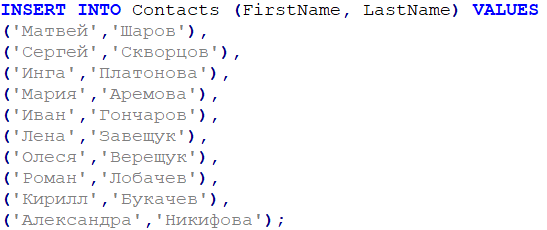 INSERT INTO Contacts (FirstName, LastName) VALUES
('Матвей','Шаров'),
('Сергей','Скворцов'),
('Инга','Платонова'),
('Мария','Аремова'),
('Иван','Гончаров'),
('Лена','Завещук'),
('Олеся','Верещук'),
('Роман','Лобачев'),
('Кирилл','Букачев'),
('Александра','Никифова');